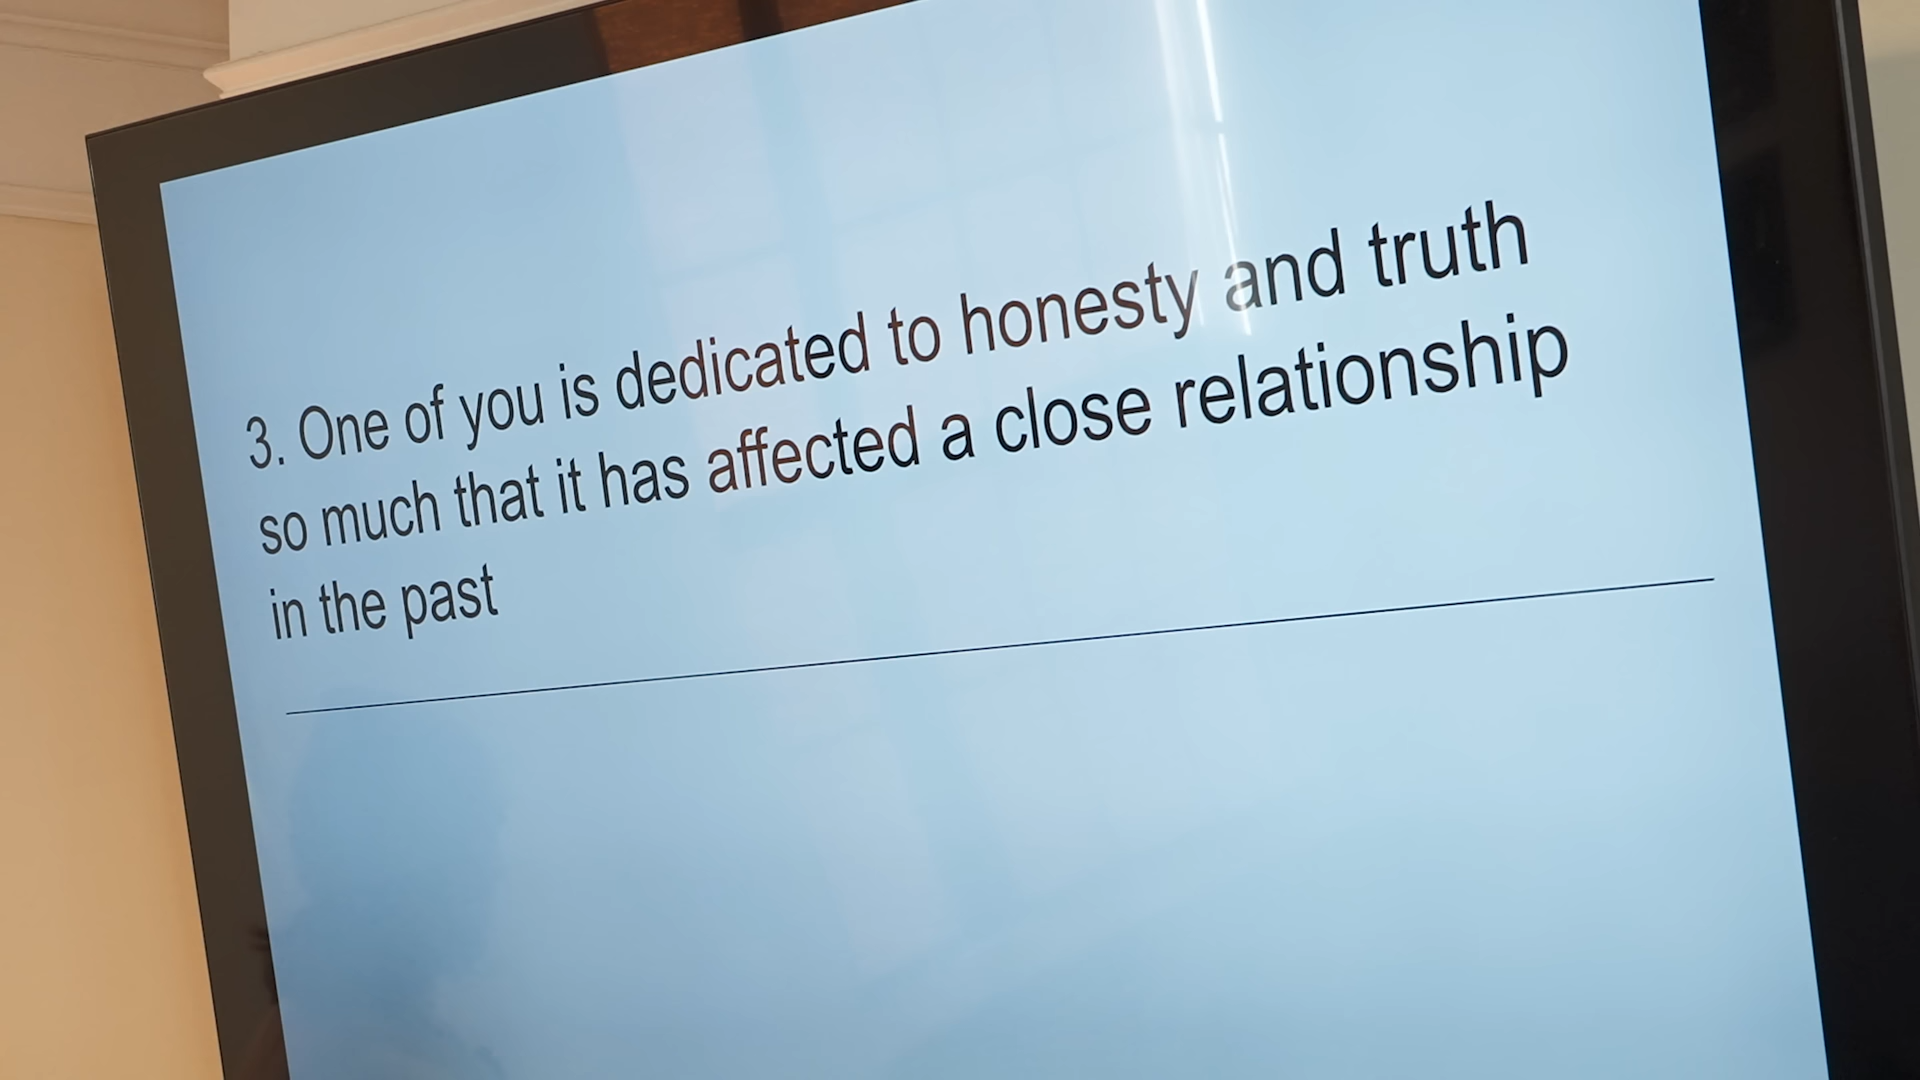 3. One of you is dedicated to honesty and truth
so much that it has affected a close relationship
in the past